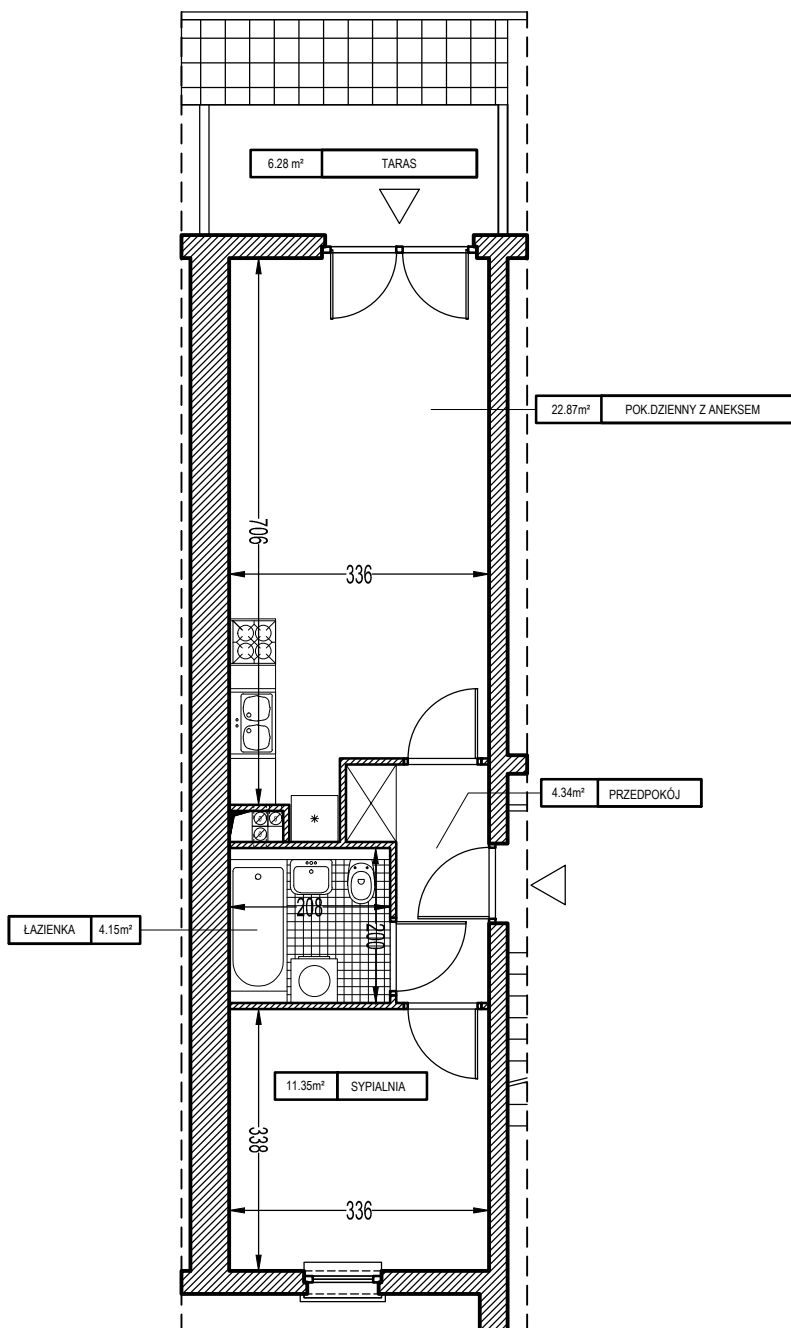 6.28 m² TARAS
22.87m² POK.DZIENNY Z ANEKSEM
706
336
4.34m² PRZEDPOKÓJ
208
200
ŁAZIENKA 4.15m²
11.35m² SYPIALNIA
338
336